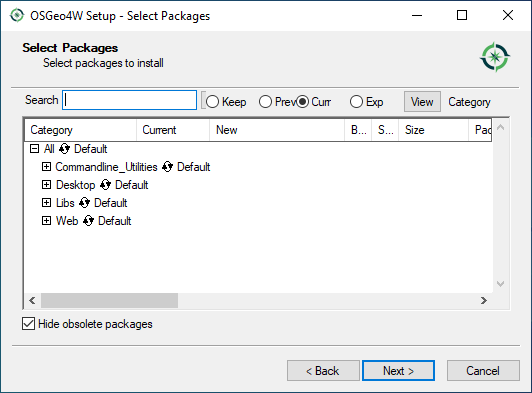 OSGeo4W Setup - Select Packages
Select Packages
Select packages to install
Search Keep Prev Curr Exp View Category
Category Current New B... S... Size Pac
All Default
Commandline_Utilities Default
Desktop Default
Libs Default
Web Default
Hide obsolete packages
< Back Next > Cancel